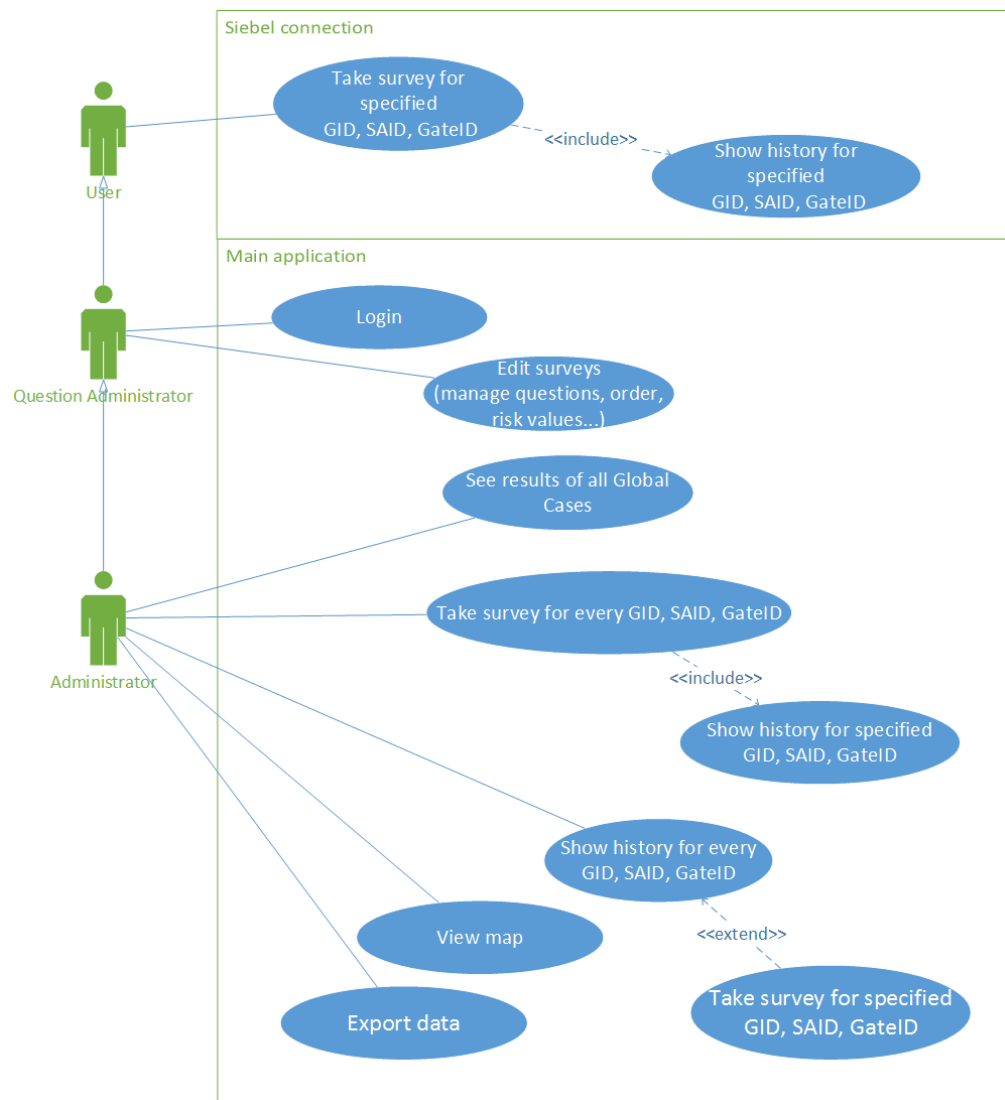 Siebel connection
Take survey for
specified
GID, SAID, GateID
<<include>>
Show history for
specified
GID, SAID, GateID
User
Main application
Login
Question Administrator
Edit surveys
(manage questions, order,
risk values...)
See results of all Global
Cases
Take survey for every GID, SAID, GateID
Administrator
<<include>>
Show history for specified
GID, SAID, GateID
Show history for every
GID, SAID, GateID
View map
<<extend>>
Take survey for specified
GID, SAID, GateID
Export data